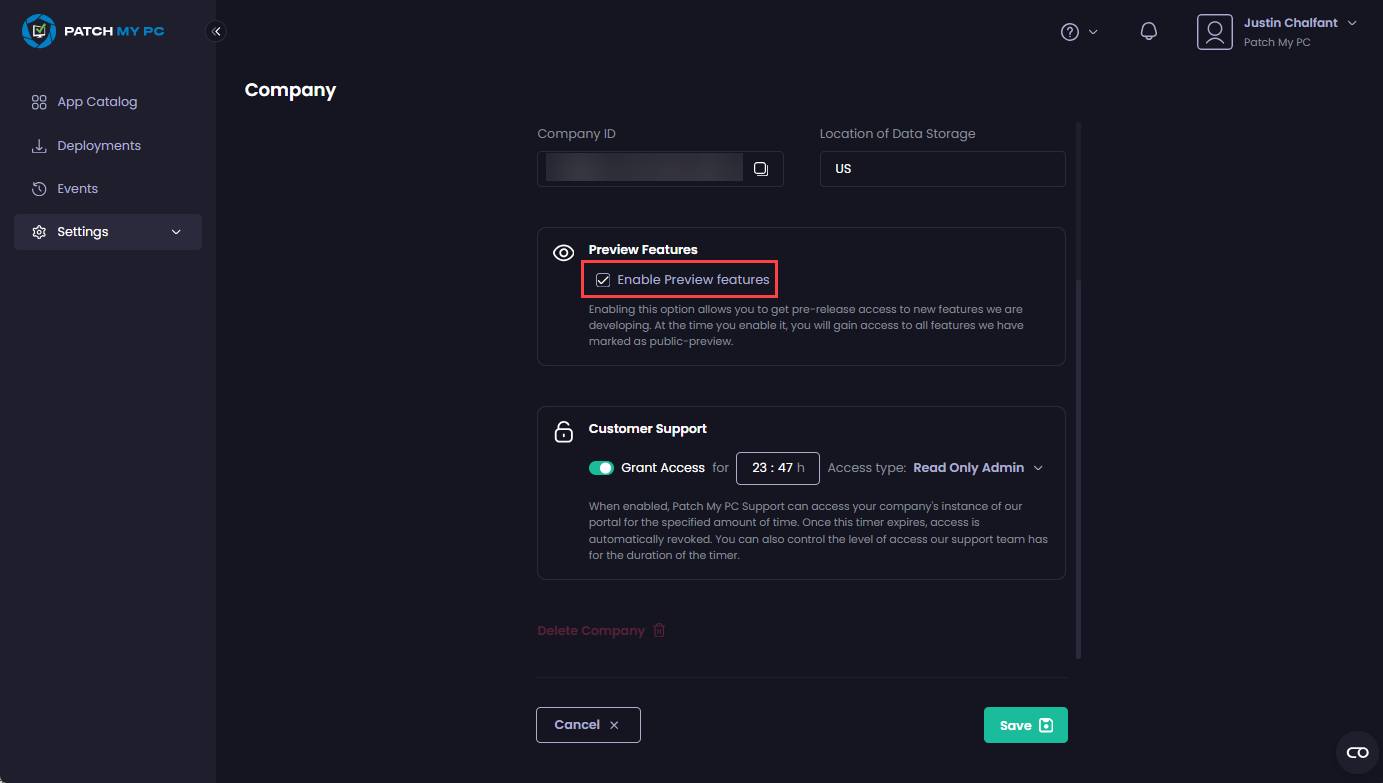 PATCH MY PC
Justin Chalfant
Patch My PC
App Catalog
Deployments
Events
Settings
Company
Company ID
Location of Data Storage
US
Preview Features
Enable Preview features
Enabling this option allows you to get pre-release access to new features we are
developing. At the time you enable it, you will gain access to all features we have
marked as public-preview.
Customer Support
Grant Access for 23 : 47 h Access type: Read Only Admin
When enabled, Patch My PC Support can access your company's instance of our
portal for the specified amount of time. Once this timer expires, access is
automatically revoked. You can also control the level of access our support team has
for the duration of the timer.
Delete Company
Cancel
Save